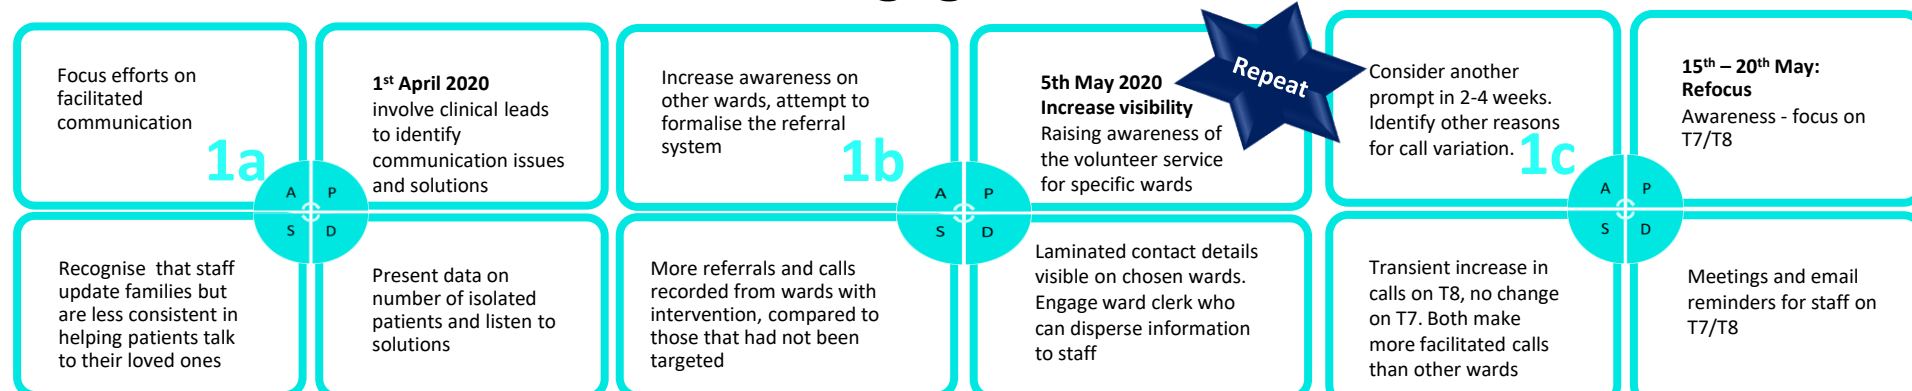 Focus efforts on
facilitated
communication
1a
1st April 2020
involve clinical leads
to identify
communication issues
and solutions
A P
S D
Recognise that staff
update families but
are less consistent in
helping patients talk
to their loved ones
Present data on
number of isolated
patients and listen to
solutions
Increase awareness on
other wards, attempt to
formalise the referral
system
1b
5th May 2020
Increase visibility
Raising awareness of
the volunteer service
for specific wards
Repeat
A P
S D
More referrals and calls
recorded from wards with
intervention, compared to
those that had not been
targeted
Laminated contact details
visible on chosen wards.
Engage ward clerk who
can disperse information
to staff
Consider another
prompt in 2-4 weeks.
Identify other reasons
for call variation.
1c
15th – 20th May:
Refocus
Awareness - focus on
T7/T8
A P
S D
Transient increase in
calls on T8, no change
on T7. Both make
more facilitated calls
than other wards
Meetings and email
reminders for staff on
T7/T8